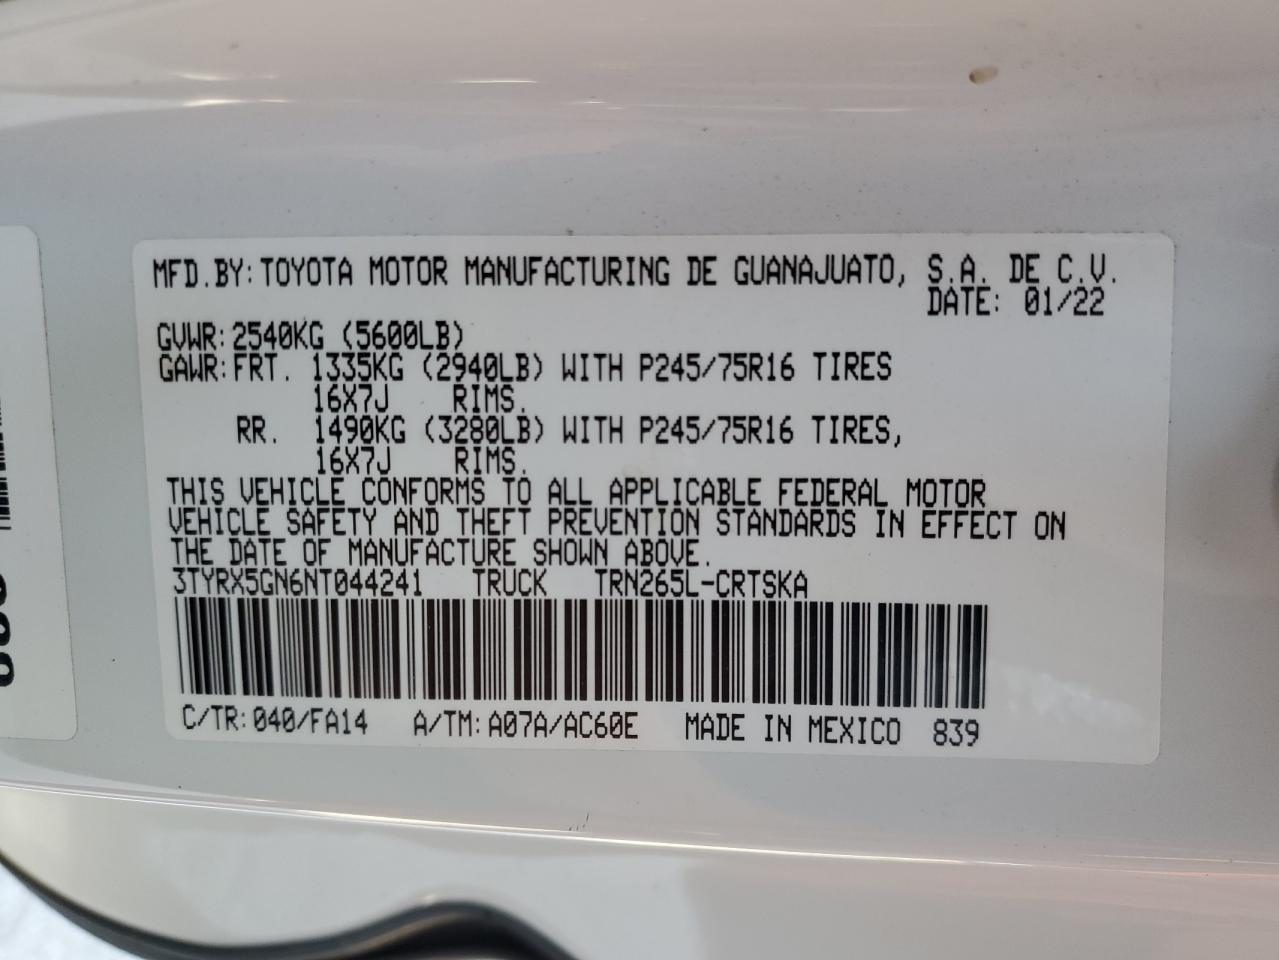 MFD.BY: TOYOTA MOTOR MANUFACTURING DE GUANAJUATO, S.A. DE C.V.
DATE: 01/22
GVWR: 2540KG (5600LB)
GAWR: FRT. 1335KG (2940LB) WITH P245/75R16 TIRES
16X7J RIMS.
RR. 1490KG (3280LB) WITH P245/75R16 TIRES,
16X7J RIMS.
THIS VEHICLE CONFORMS TO ALL APPLICABLE FEDERAL MOTOR
VEHICLE SAFETY AND THEFT PREVENTION STANDARDS IN EFFECT ON
THE DATE OF MANUFACTURE SHOWN ABOVE.
3TYRX5GN6NT044241 TRUCK TRN265L-CRTSKA
C/TR: 040/FA14 A/TM: A07A/AC60E MADE IN MEXICO 839